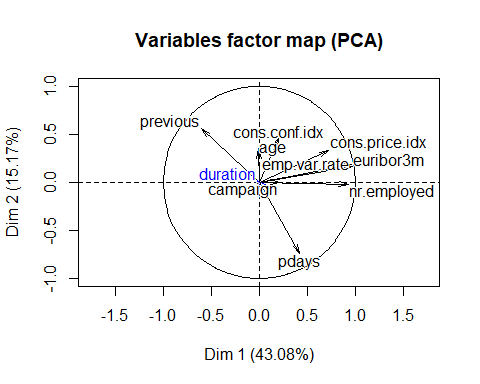 Variables factor map (PCA)
Dim 2 (15.17%)
1.0
0.5
0.0
-0.5
-1.0
previous
cons.conf.idx
age
cons.price.idx
emp.var.rate
euribor3m
duration
campaign
nr.employed
pdays
-1.5 -1.0 -0.5 0.0 0.5 1.0 1.5
Dim 1 (43.08%)